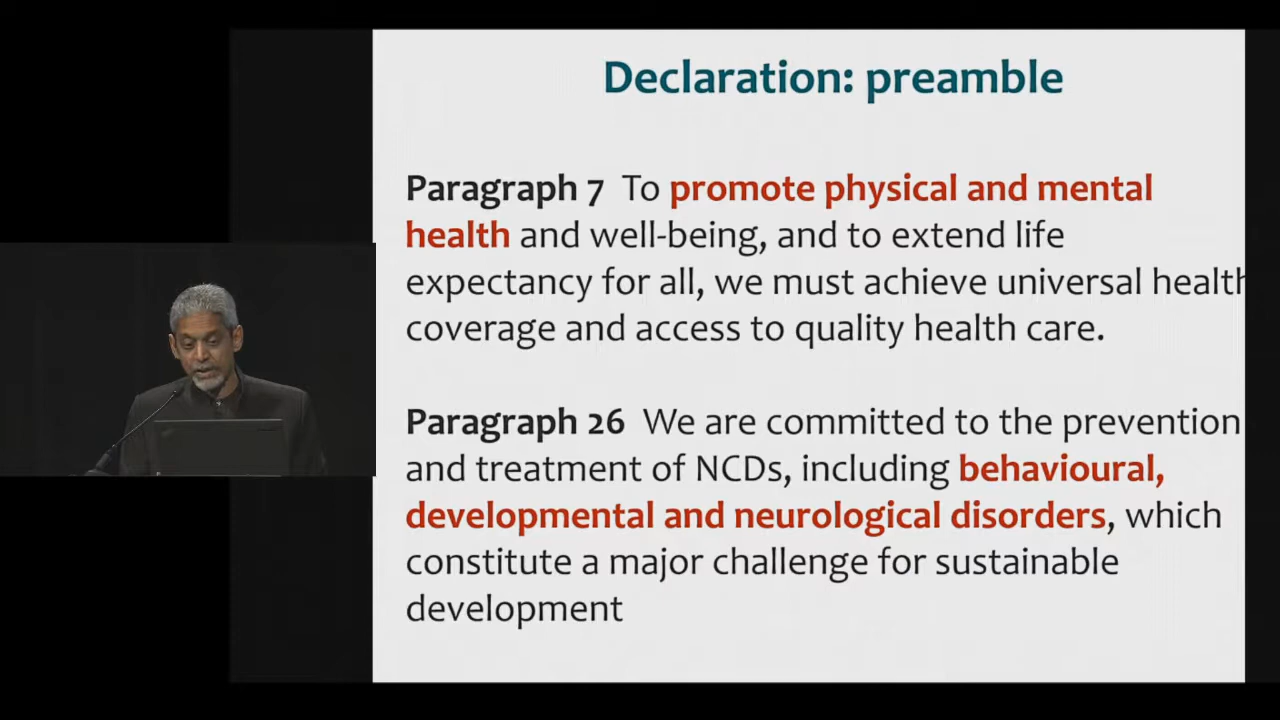 Declaration: preamble
Paragraph 7 To promote physical and mental
health and well-being, and to extend life
expectancy for all, we must achieve universal health
coverage and access to quality health care.
Paragraph 26 We are committed to the prevention
and treatment of NCDs, including behavioural,
developmental and neurological disorders, which
constitute a major challenge for sustainable
development